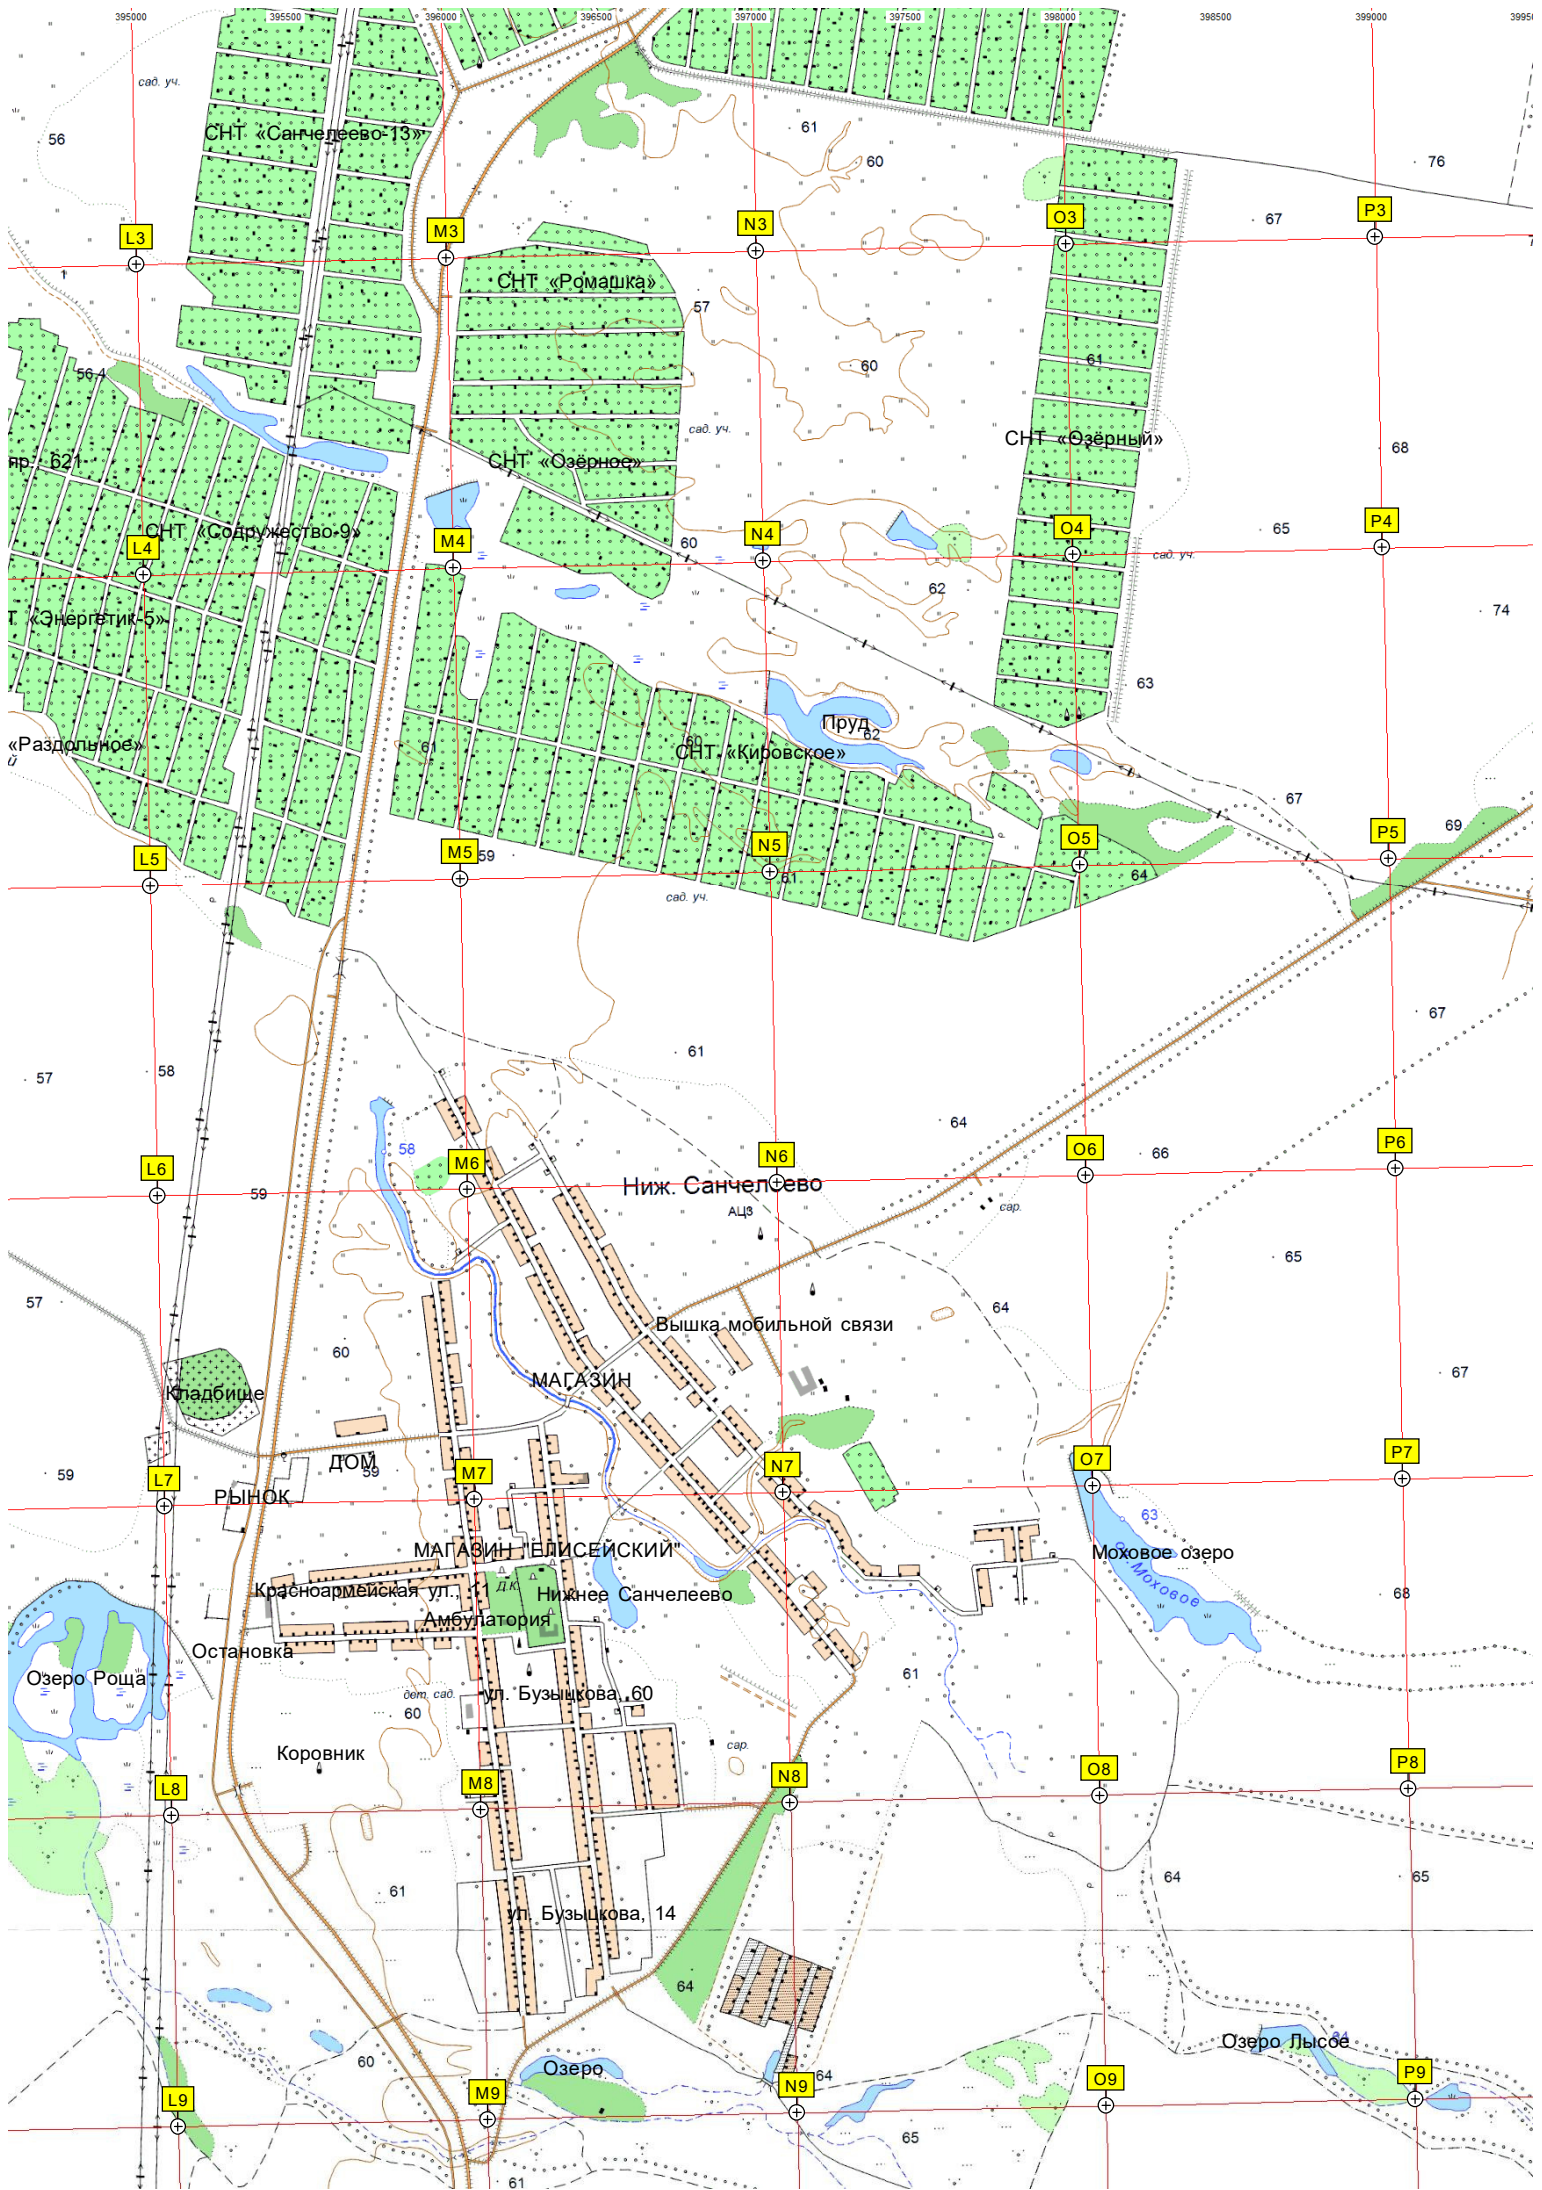 395000 395500 396000 396500 397000 397500 398000 398500 399000
сад. уч.
56
СНТ «Санчелеево-13»
61
60
76
L3 M3 N3 O3 P3
67
1
СНТ «Ромашка»
57
60
61
56.4
сад. уч.
СНТ «Озёрный»
68
621
СНТ «Озёрное»
СНТ «Содружество-9»
L4 M4 N4 O4 P4
60
65
сад. уч.
62
74
«Энергетик-5»
63
«Раздольное»
й
61
60
Пруд
62
СНТ «Кировское»
67
69
L5 M5 N5 O5 P5
59
61
64
сад. уч.
67
57
58
61
64
58
66
L6 M6 N6 O6 P6
59
Ниж. Санчелеево
АЦЗ
сар.
65
57
64
60
Вышка мобильной связи
67
Кладбище
МАГАЗИН
59
ДОМ
59
L7 M7 N7 O7 P7
РЫНОК
63
МАГАЗИН "ЕЛИСЕЙСКИЙ"
Моховое озеро
оз. Моховое
Красноармейская ул., 11
Д.К.
Нижнее Санчелеево
68
Амбулатория
Остановка
Озеро Роща
61
дет. сад.
ул. Бузыцкова, 60
60
сар.
Коровник
L8 M8 N8 O8 P8
61
64
65
ул. Бузыцкова, 14
64
60
Озеро
64
Озеро Лысое
L9 M9 N9 O9 P9
65
61